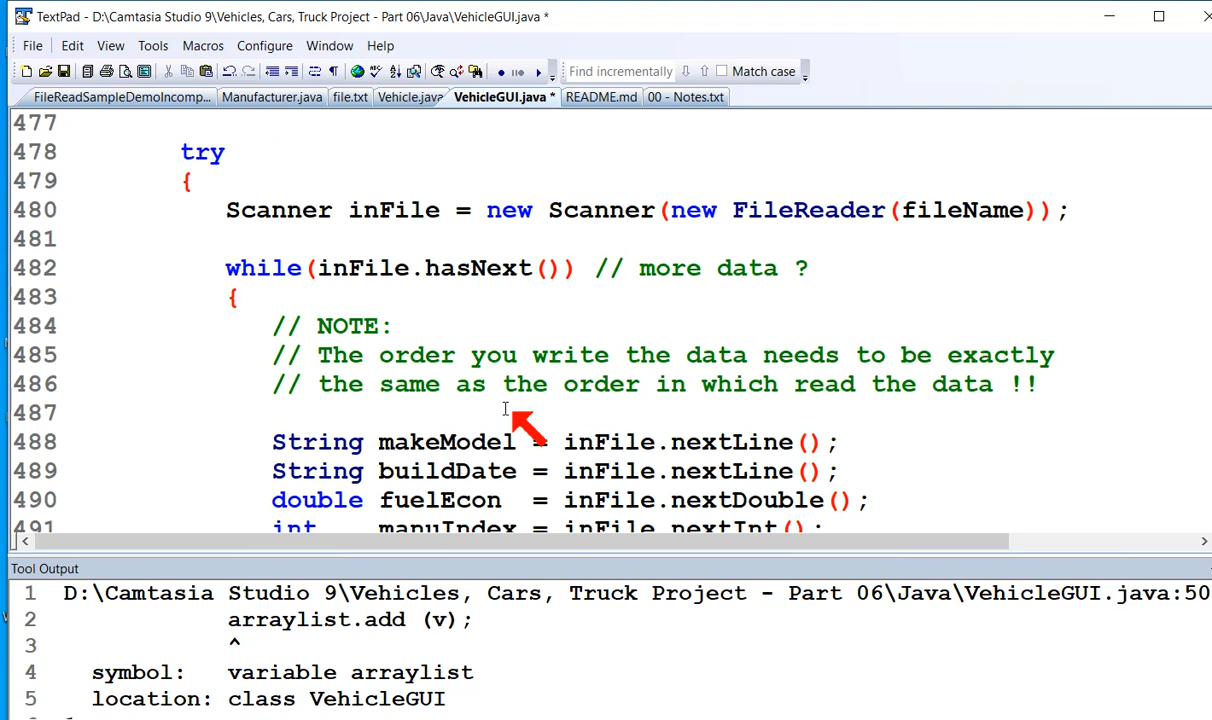 TextPad - D:\Camtasia Studio 9\Vehicles, Cars, Truck Project - Part 06\Java\VehicleGUI.java *
File Edit View Tools Macros Configure Window Help
Find incrementally Match case
FileReadSampleDemoIncomp... Manufacturer.java file.txt Vehicle.java VehicleGUI.java * README.md 00 - Notes.txt
477
478 try
479 {
480 Scanner inFile = new Scanner(new FileReader(fileName));
481
482 while(inFile.hasNext()) // more data ?
483 {
484 // NOTE:
485 // The order you write the data needs to be exactly
486 // the same as the order in which read the data !!
487
488 String makeModel = inFile.nextLine();
489 String buildDate = inFile.nextLine();
490 double fuelEcon = inFile.nextDouble();
491 int manuIndex = inFile.nextInt();
Tool Output
1 D:\Camtasia Studio 9\Vehicles, Cars, Truck Project - Part 06\Java\VehicleGUI.java:50
2 arraylist.add (v);
3 ^
4 symbol: variable arraylist
5 location: class VehicleGUI